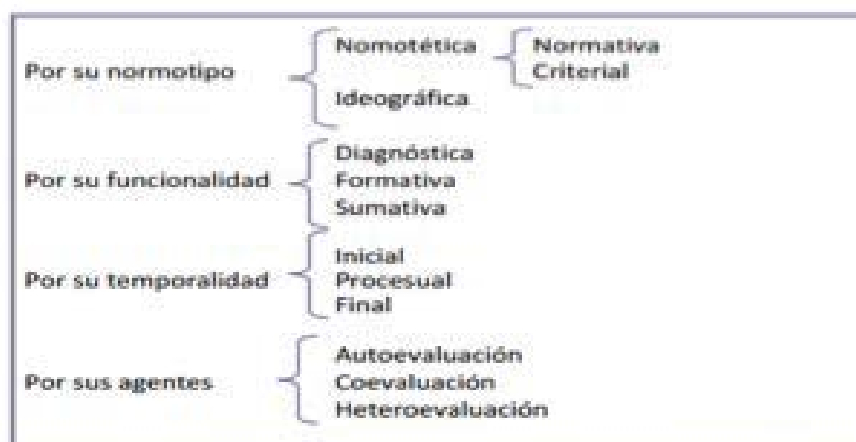 Nomotética
Normativa
Criterial
Por su normotipo
Ideográfica
Diagnóstica
Por su funcionalidad
Formativa
Sumativa
Inicial
Por su temporalidad
Procesual
Final
Autoevaluación
Por sus agentes
Coevaluación
Heteroevaluación